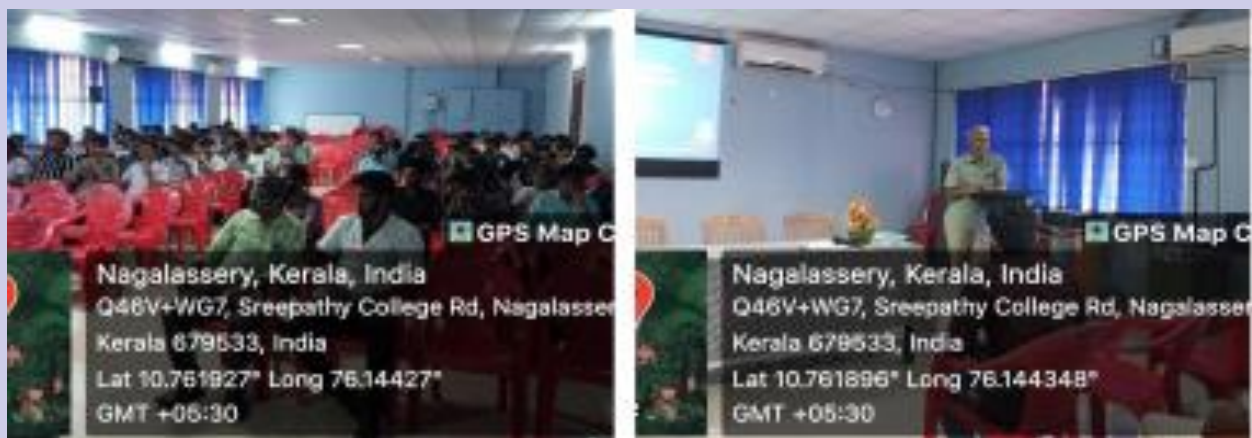 GPS Map C
Nagalassery, Kerala, India
Q46V+WG7, Sreepathy College Rd, Nagalasser
Kerala 679533, India
Lat 10.761927° Long 76.14427°
GMT +05:30
GPS Map C
Nagalassery, Kerala, India
Q46V+WG7, Sreepathy College Rd, Nagalasser
Kerala 679533, India
Lat 10.761896° Long 76.144348°
GMT +05:30